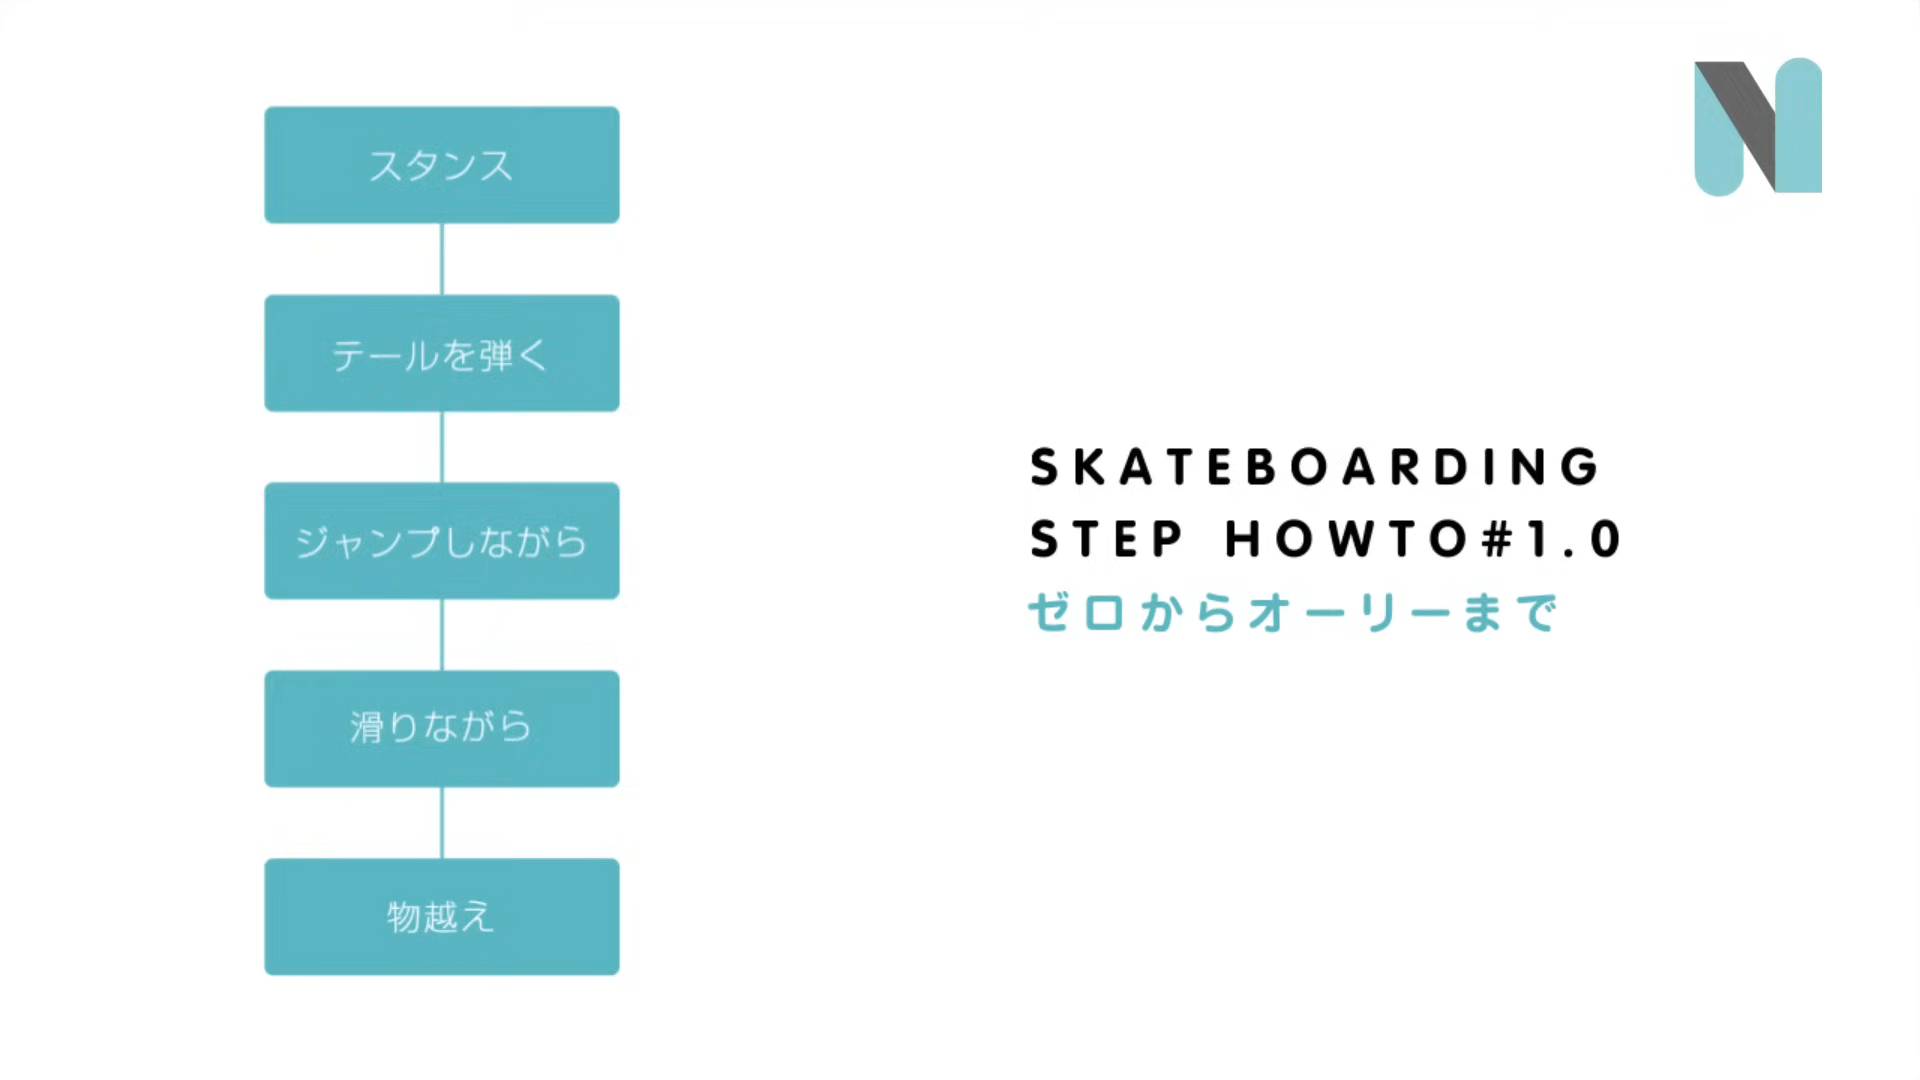 スタンス
テールを弾く
ジャンプしながら
滑りながら
物越え
SKATEBOARDING
STEP HOWTO#1.0
ゼロからオーリーまで